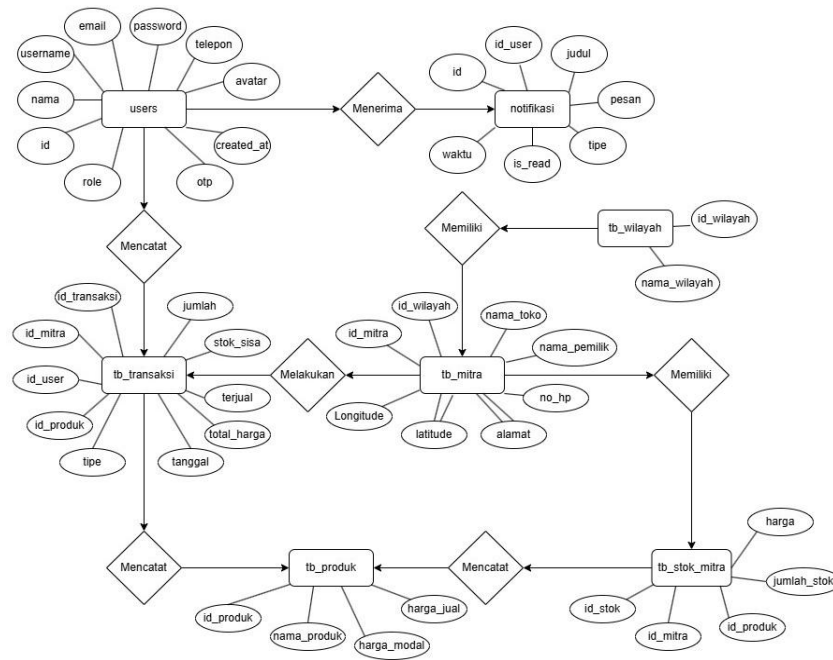 email
password
username
telepon
nama
avatar
users
id
created_at
role
otp
Menerima
id_user
judul
id
pesan
notifikasi
waktu
tipe
is_read
Mencatat
Memiliki
tb_wilayah
id_wilayah
nama_wilayah
id_transaksi
jumlah
id_mitra
stok_sisa
tb_transaksi
id_user
terjual
id_produk
total_harga
tipe
tanggal
Melakukan
id_wilayah
nama_toko
id_mitra
nama_pemilik
tb_mitra
no_hp
Longitude
latitude
alamat
Memiliki
Mencatat
tb_produk
id_produk
harga_jual
nama_produk
harga_modal
Mencatat
harga
tb_stok_mitra
jumlah_stok
id_stok
id_produk
id_mitra